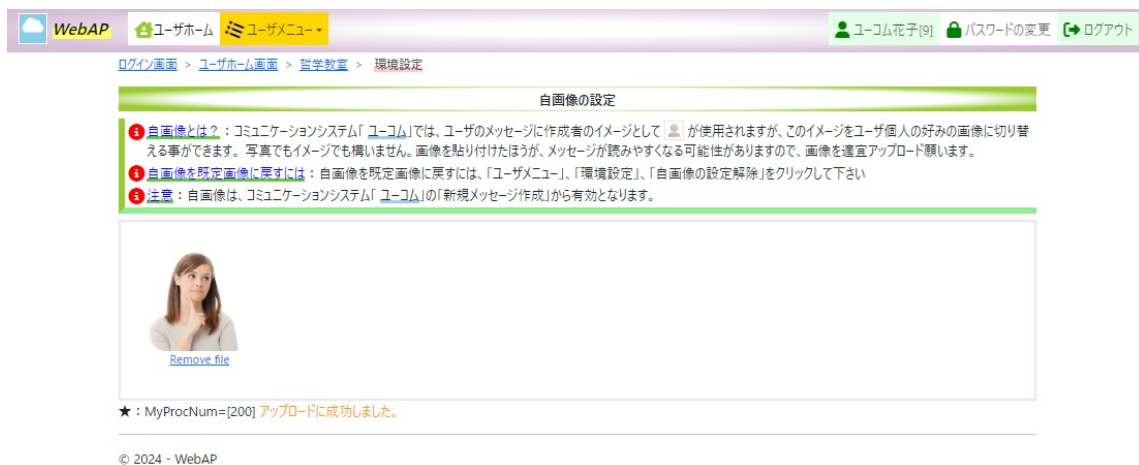 WebAP ユーザホーム ユーザメニュー ユーコム花子[9] パスワードの変更 ログアウト
ログイン画面 > ユーザホーム画面 > 哲学教室 > 環境設定
自画像の設定
自画像とは？：コミュニケーションシステム「 ユーコム」では、ユーザのメッセージに作成者のイメージとして が使用されますが、このイメージをユーザ個人の好みの画像に切り替
える事ができます。 写真でもイメージでも構いません。画像を貼り付けたほうが、メッセージが読みやすくなる可能性がありますので、画像を適宜アップロード願います。
自画像を既定画像に戻すには：自画像を既定画像に戻すには、「ユーザメニュー」、「環境設定」、「自画像の設定解除」をクリックして下さい
注意：自画像は、コミュニケーションシステム「 ユーコム」の「新規メッセージ作成」から有効となります。
Remove file
★：MyProcNum=[200] アップロードに成功しました。
© 2024 - WebAP